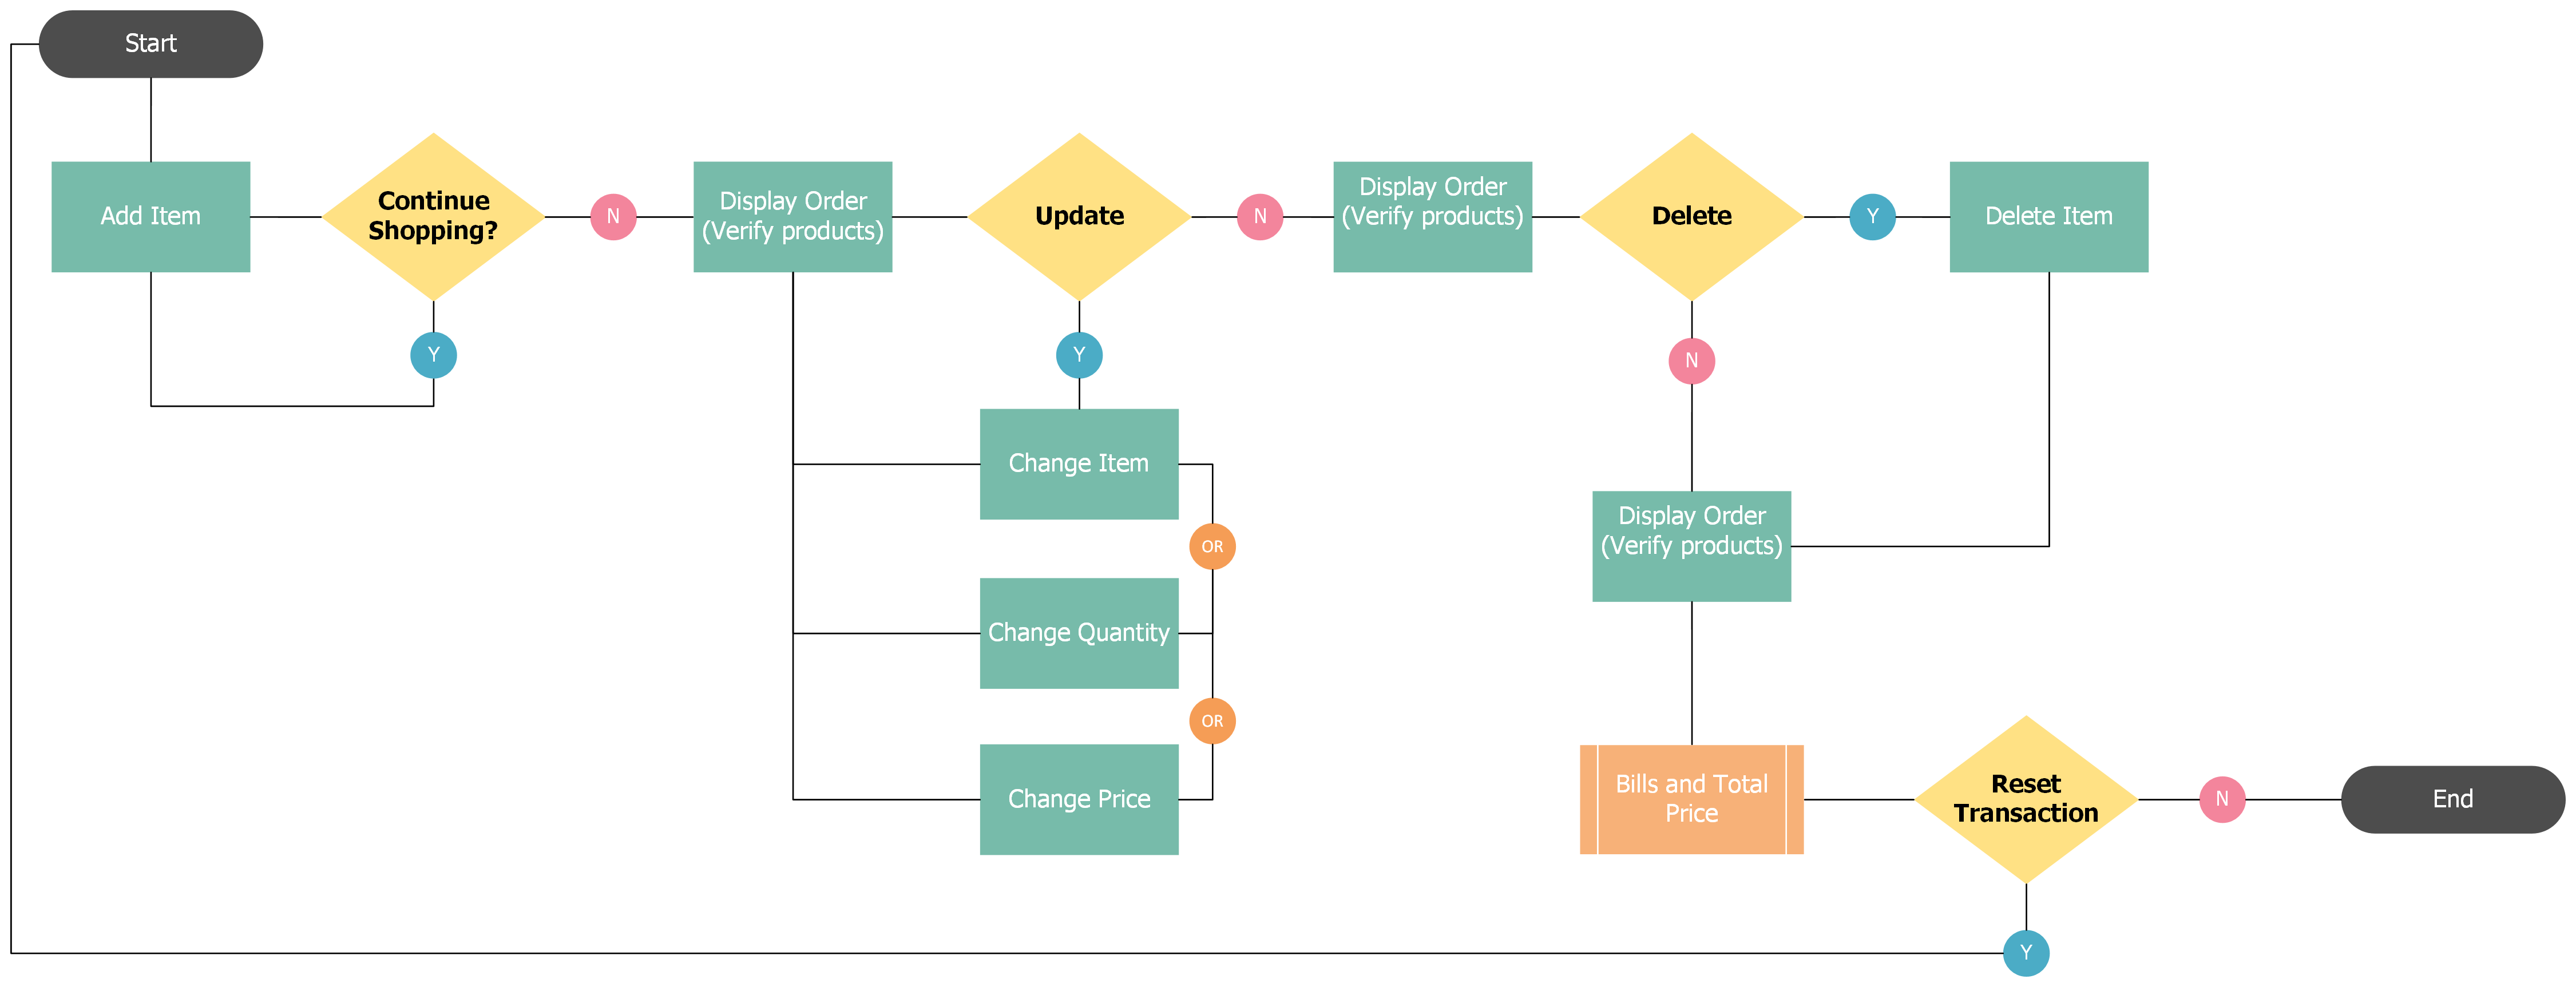 Start
Add Item
Continue
Shopping?
N
Y
Display Order
(Verify products)
Update
N
Y
Change Item
OR
Change Quantity
OR
Change Price
Display Order
(Verify products)
Delete
Y
Delete Item
N
Display Order
(Verify products)
Bills and Total
Price
Reset
Transaction
N
End
Y